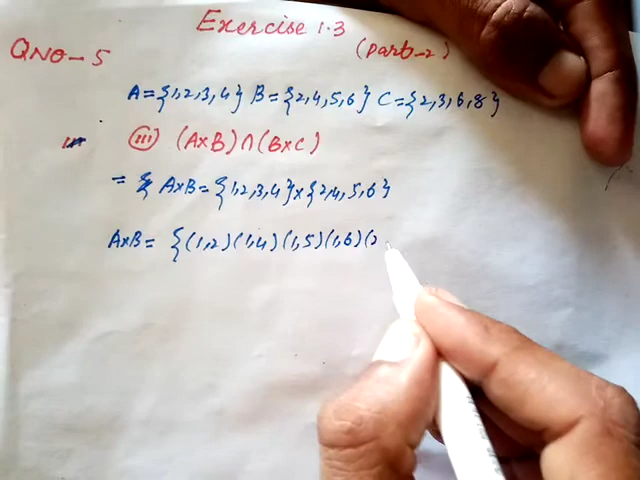 Exercise 1.3
QNO-5 (part-2)
A={1,2,3,4} B={2,4,5,6} C={2,3,6,8}
(iii) (A×B)∩(B×C)
= A×B={1,2,3,4}×{2,4,5,6}
A×B= {(1,2)(1,4)(1,5)(1,6)(2